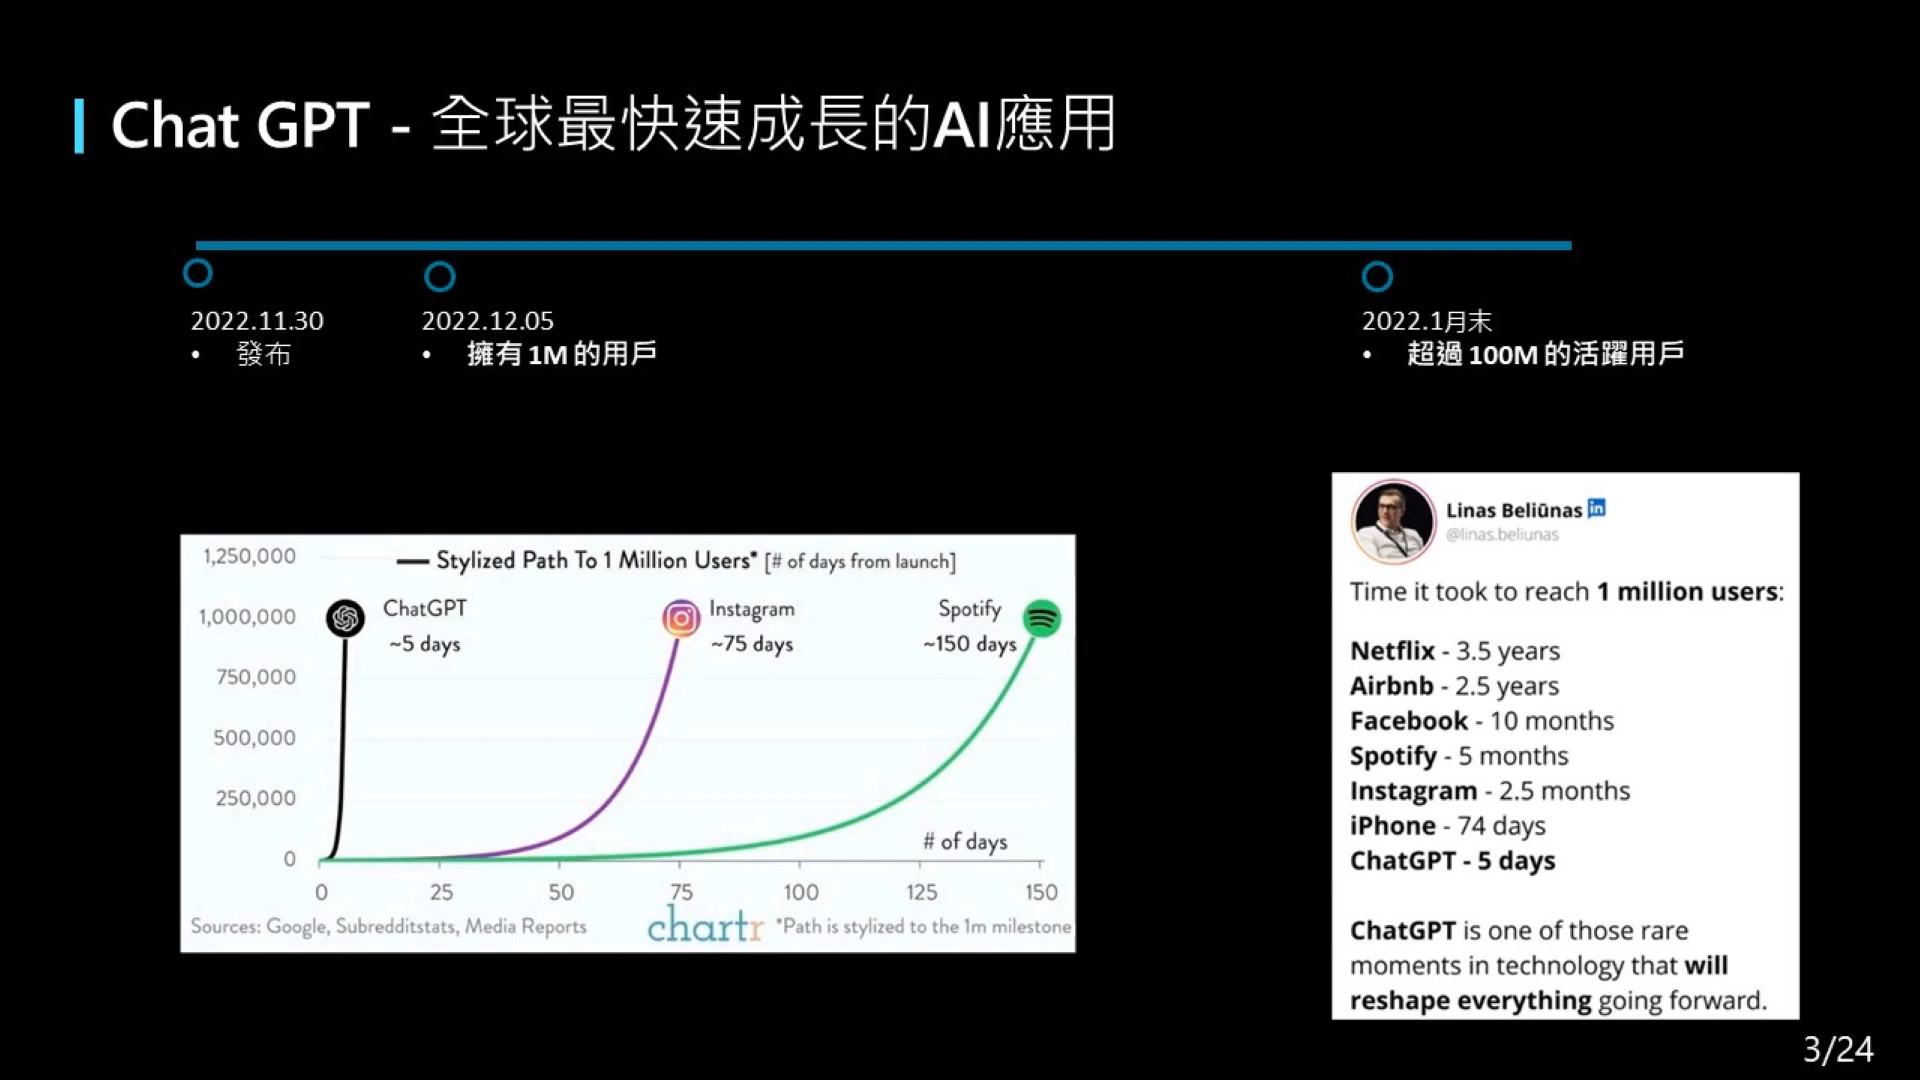 Chat GPT - 全球最快速成長的AI應用
2022.11.30
• 發布
2022.12.05
• 擁有 1M 的用戶
2022.1月末
• 超過 100M 的活躍用戶
Stylized Path To 1 Million Users* [# of days from launch]
1,250,000
1,000,000
750,000
500,000
250,000
0
ChatGPT
~5 days
Instagram
~75 days
Spotify
~150 days
# of days
0 25 50 75 100 125 150
Sources: Google, Subredditstats, Media Reports
chartr
*Path is stylized to the 1m milestone
Linas Beliūnas in
@linas.beliunas
Time it took to reach 1 million users:
Netflix - 3.5 years
Airbnb - 2.5 years
Facebook - 10 months
Spotify - 5 months
Instagram - 2.5 months
iPhone - 74 days
ChatGPT - 5 days
ChatGPT is one of those rare
moments in technology that will
reshape everything going forward.
3/24